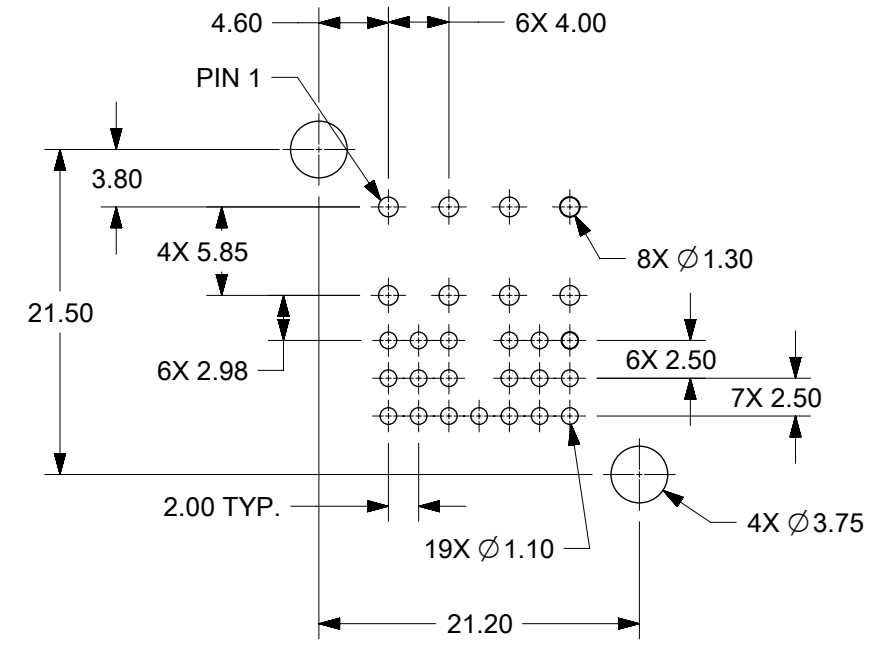 4.60
6X 4.00
PIN 1
3.80
4X 5.85
8X ∅1.30
21.50
6X 2.98
6X 2.50
7X 2.50
2.00 TYP.
19X ∅1.10
4X ∅3.75
21.20